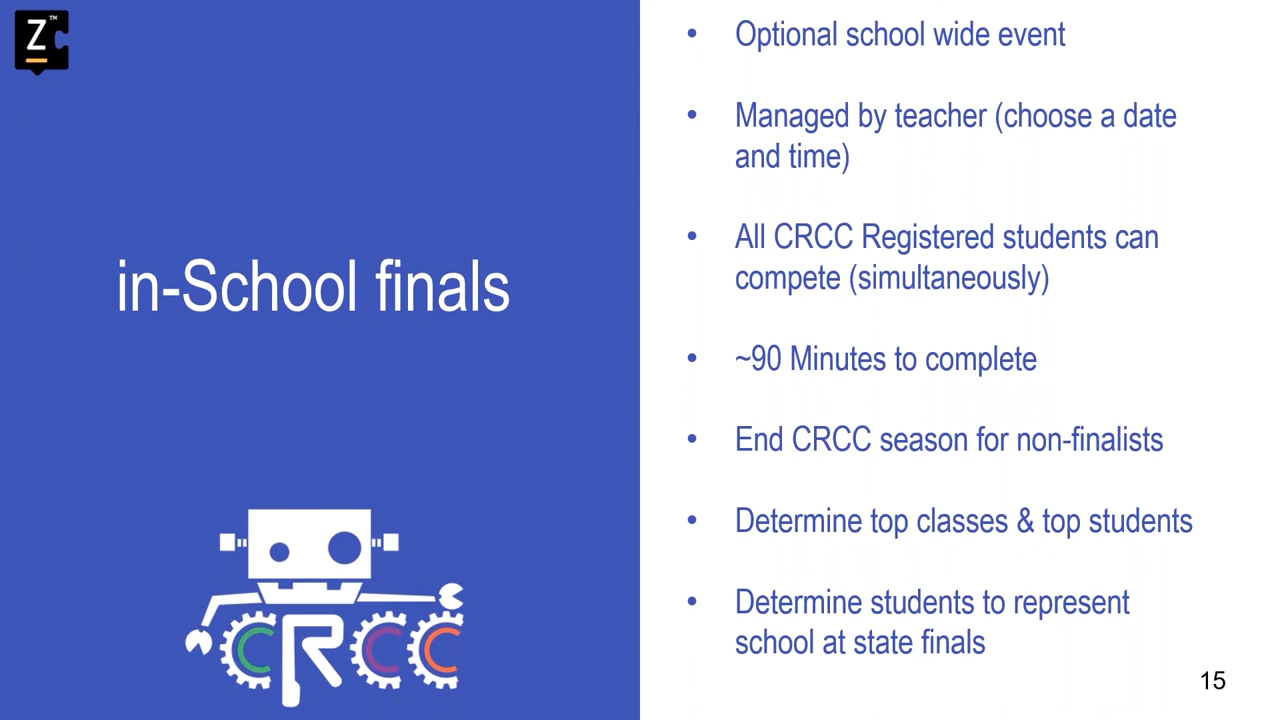 Z™
in-School finals
CRCC
• Optional school wide event
• Managed by teacher (choose a date
and time)
• All CRCC Registered students can
compete (simultaneously)
• ~90 Minutes to complete
• End CRCC season for non-finalists
• Determine top classes & top students
• Determine students to represent
school at state finals
15